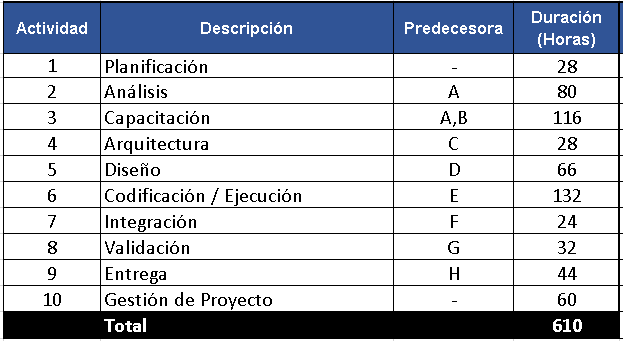 Actividad Descripción Predecesora Duración (Horas)
1 Planificación - 28
2 Análisis A 80
3 Capacitación A,B 116
4 Arquitectura C 28
5 Diseño D 66
6 Codificación / Ejecución E 132
7 Integración F 24
8 Validación G 32
9 Entrega H 44
10 Gestión de Proyecto - 60
Total 610